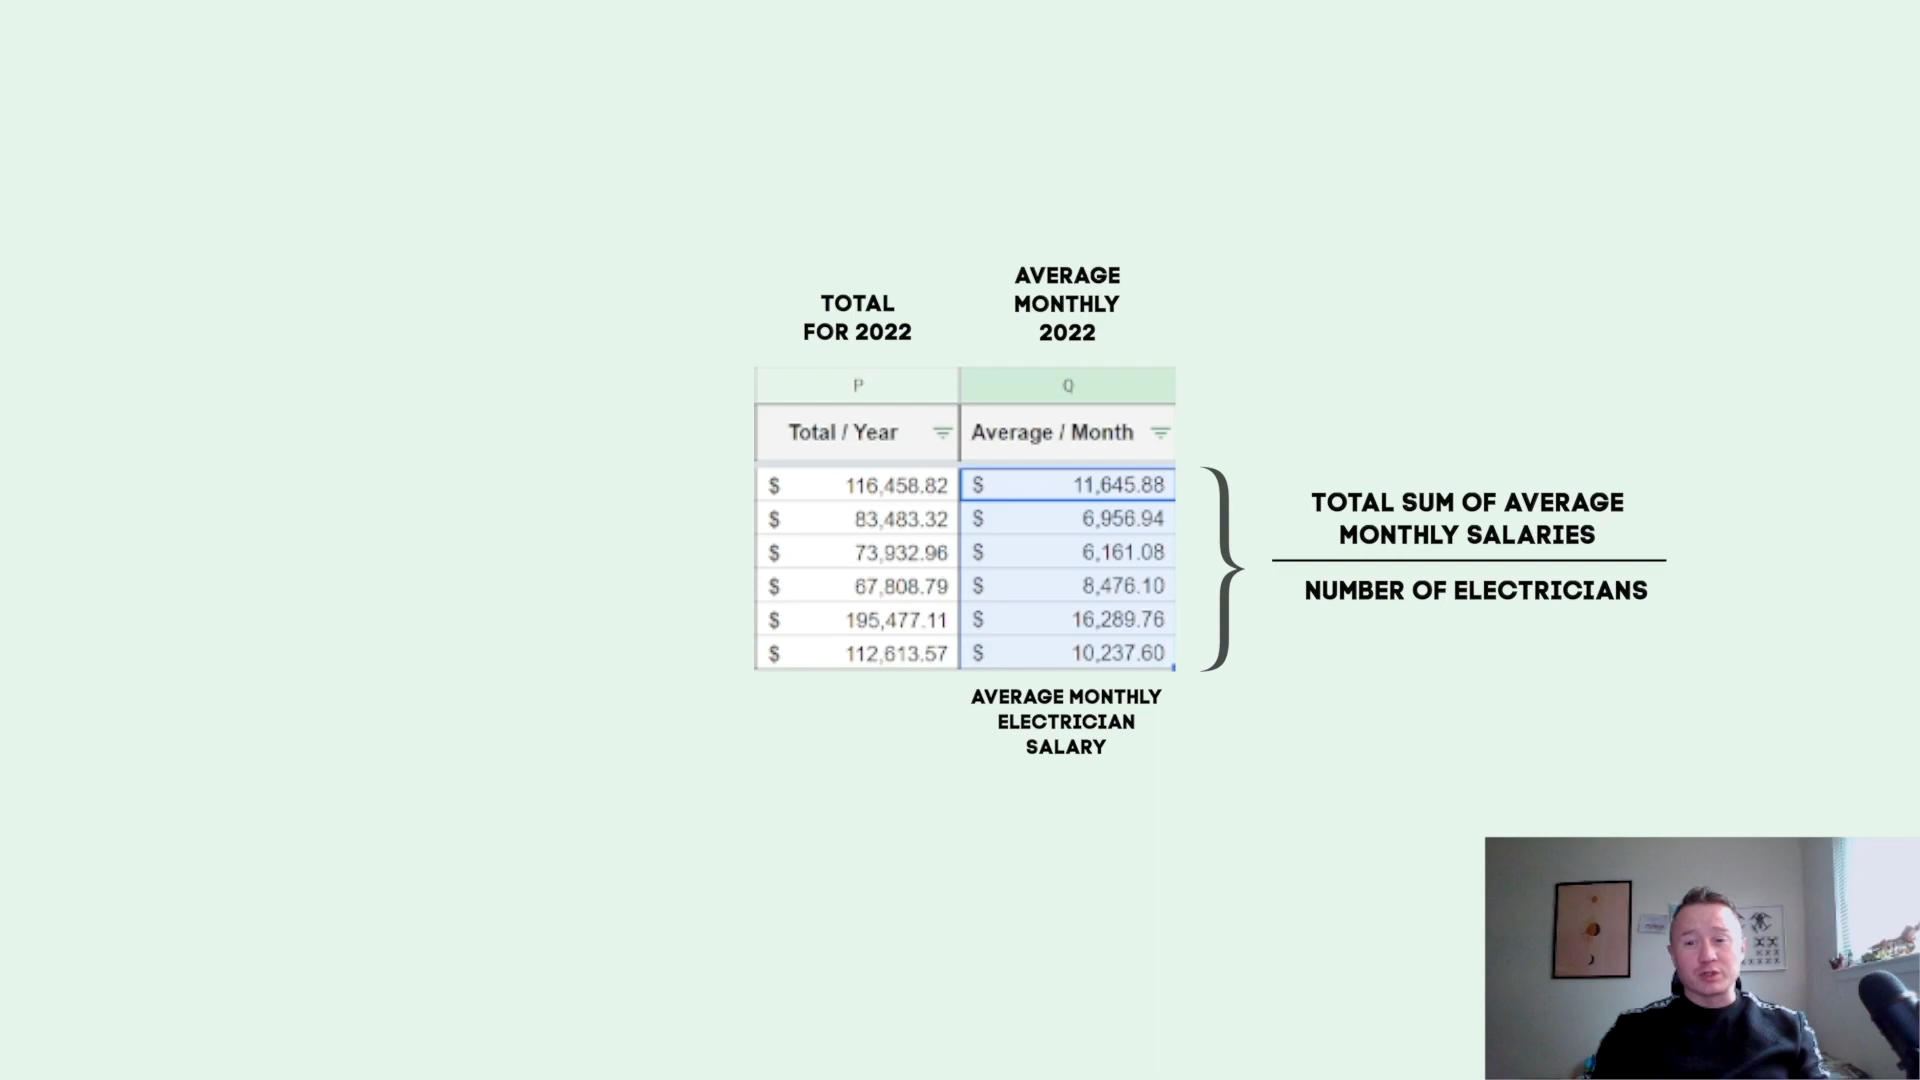 TOTAL
FOR 2022
AVERAGE
MONTHLY
2022
P Q
Total / Year Average / Month
$ 116,458.82 $ 11,645.88
$ 83,483.32 $ 6,956.94
$ 73,932.96 $ 6,161.08
$ 67,808.79 $ 8,476.10
$ 195,477.11 $ 16,289.76
$ 112,613.57 $ 10,237.60
AVERAGE MONTHLY
ELECTRICIAN
SALARY
TOTAL SUM OF AVERAGE
MONTHLY SALARIES
NUMBER OF ELECTRICIANS